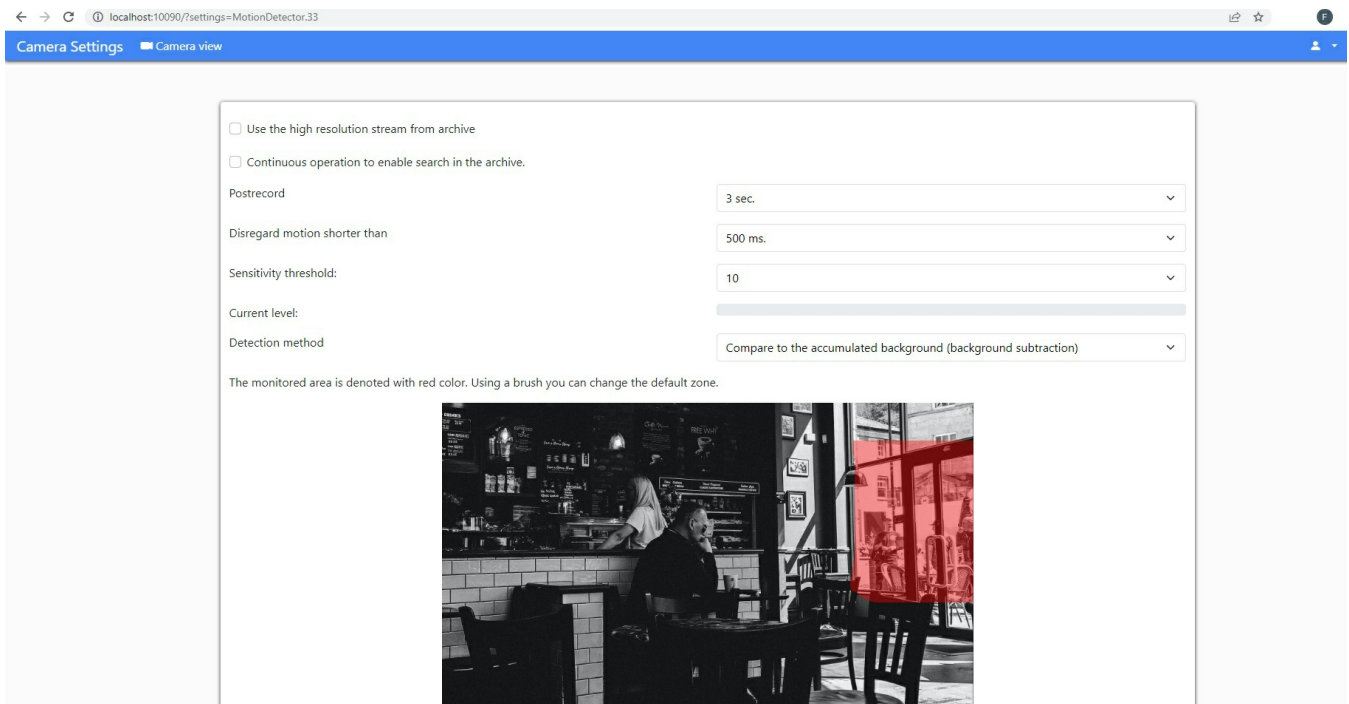 localhost:10090/?settings=MotionDetector.33
F
Camera Settings Camera view
Use the high resolution stream from archive
Continuous operation to enable search in the archive.
Postrecord 3 sec.
Disregard motion shorter than 500 ms.
Sensitivity threshold: 10
Current level:
Detection method Compare to the accumulated background (background subtraction)
The monitored area is denoted with red color. Using a brush you can change the default zone.
FREE WIFI